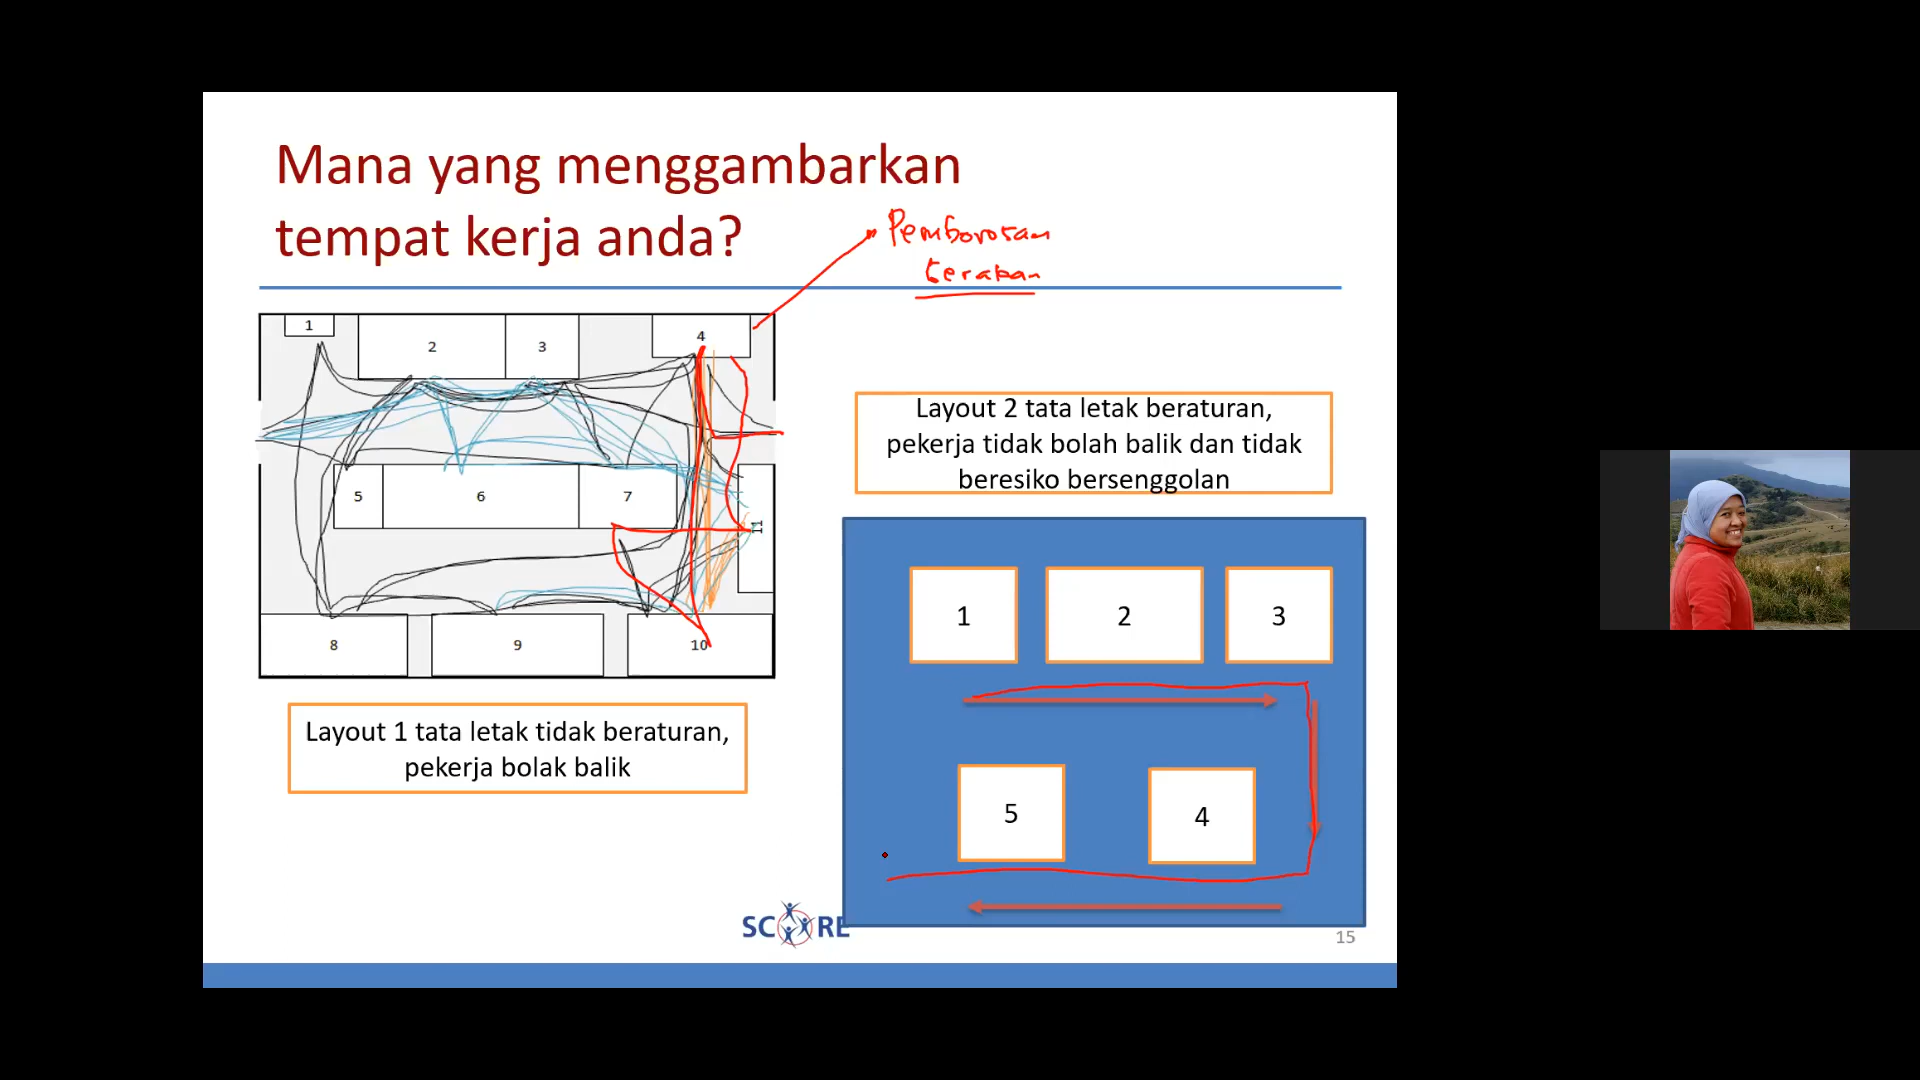 Mana yang menggambarkan
tempat kerja anda?
Pemborosan
Gerakan
1
2
3
4
5
6
7
11
8
9
10
Layout 1 tata letak tidak beraturan,
pekerja bolak balik
Layout 2 tata letak beraturan,
pekerja tidak bolah balik dan tidak
beresiko bersenggolan
1
2
3
5
4
SCORE
15